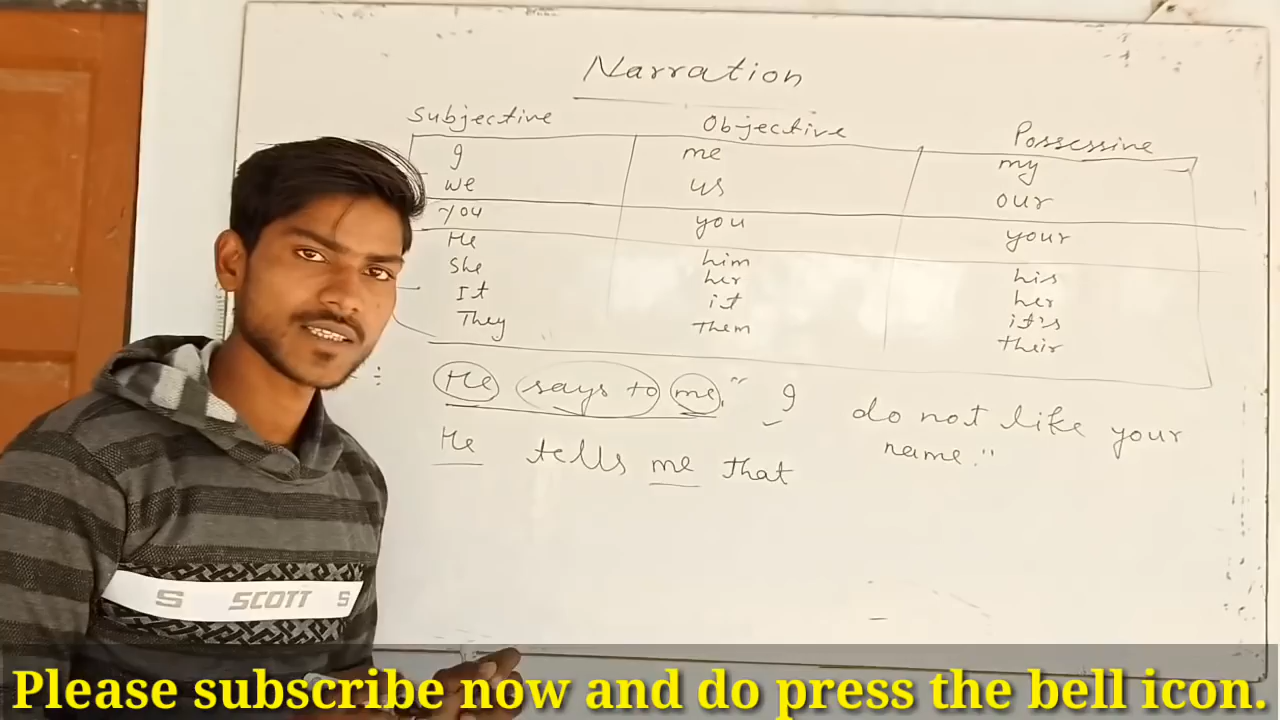 Narration
Subjective Objective Possessive
I me my
we us our
you you your
He him his
She her her
It it it's
They Them their
He says to me, " I do not like your
name."
He tells me that
S SCOTT S
Please subscribe now and do press the bell icon.